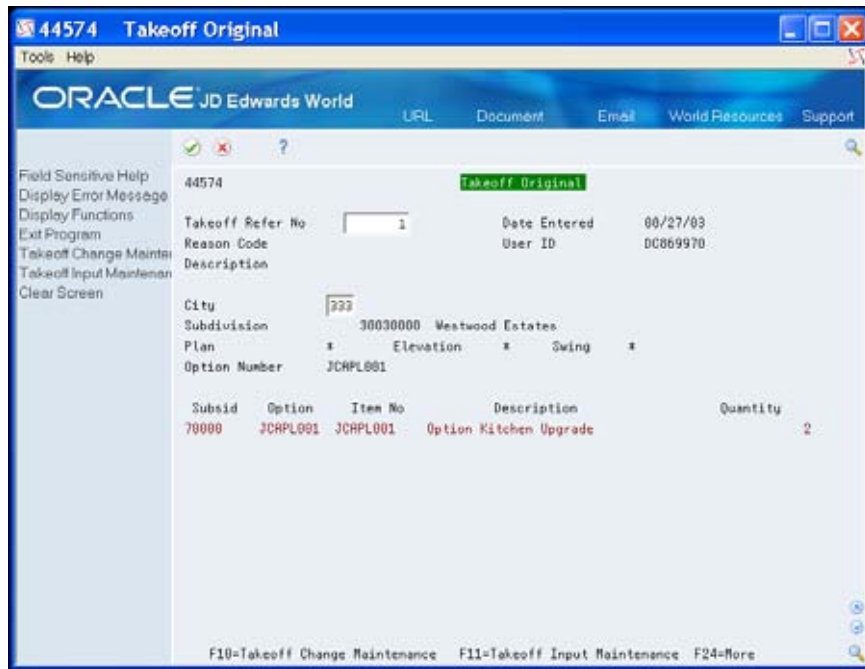 44574 Takeoff Original
Tools Help
ORACLE JD Edwards World
URL Document Email World Resources Support
Field Sensitive Help
Display Error Message
Display Functions
Exit Program
Takeoff Change Mainter
Takeoff Input Maintenan
Clear Screen
44574 Takeoff Original
Takeoff Refer No 1 Date Entered 08/27/03
Reason Code User ID DC869970
Description
City 333
Subdivision 30030000 Westwood Estates
Plan * Elevation * Swing *
Option Number JCAPL001
Subsid Option Item No Description Quantity
70000 JCAPL001 JCAPL001 Option Kitchen Upgrade 2
F10=Takeoff Change Maintenance F11=Takeoff Input Maintenance F24=More